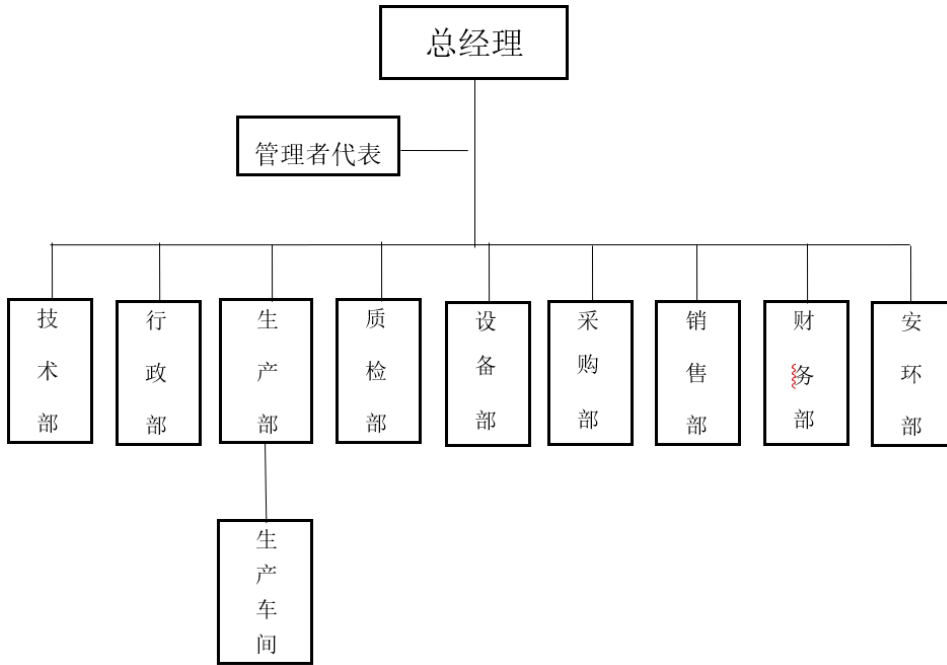 总经理
管理者代表
技术部
行政部
生产部
质检部
设备部
采购部
销售部
财务部
安环部
生产车间